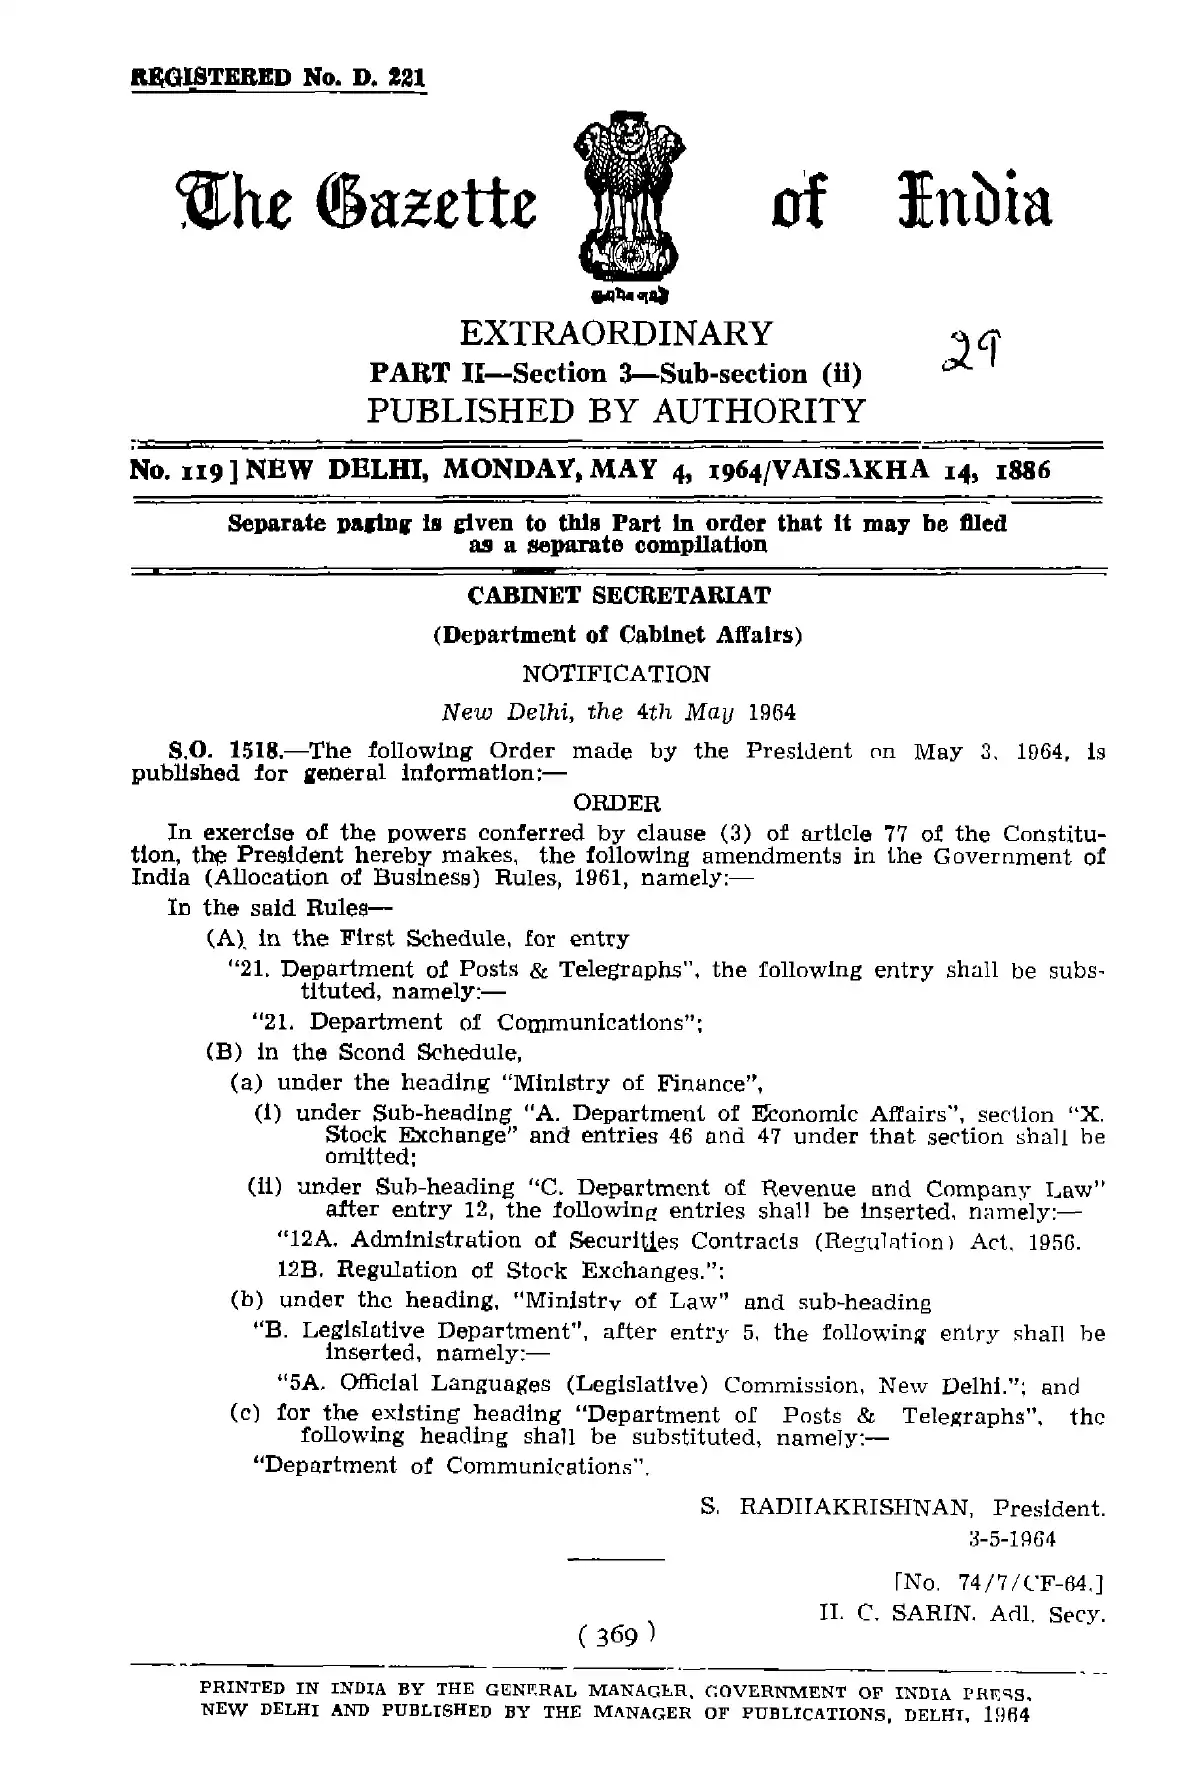 REGISTERED No. D. 221
The Gazette of India
EXTRAORDINARY
29
PART II—Section 3—Sub-section (ii)
PUBLISHED BY AUTHORITY
No. 119] NEW DELHI, MONDAY, MAY 4, 1964/VAISAKHA 14, 1886
Separate paging is given to this Part in order that it may be filed
as a separate compilation
CABINET SECRETARIAT
(Department of Cabinet Affairs)
NOTIFICATION
New Delhi, the 4th May 1964
S.O. 1518.—The following Order made by the President on May 3, 1964, is
published for general information:—
ORDER
In exercise of the powers conferred by clause (3) of article 77 of the Constitu-
tion, the President hereby makes, the following amendments in the Government of
India (Allocation of Business) Rules, 1961, namely:—
In the said Rules—
(A) in the First Schedule, for entry
"21. Department of Posts & Telegraphs", the following entry shall be subs-
tituted, namely:—
"21. Department of Communications";
(B) in the Scond Schedule,
(a) under the heading "Ministry of Finance",
(i) under Sub-heading "A. Department of Economic Affairs", section "X.
Stock Exchange" and entries 46 and 47 under that section shall be
omitted;
(ii) under Sub-heading "C. Department of Revenue and Company Law"
after entry 12, the following entries shall be inserted, namely:—
"12A. Administration of Securities Contracts (Regulation) Act, 1956.
12B. Regulation of Stock Exchanges.";
(b) under the heading, "Ministry of Law" and sub-heading
"B. Legislative Department", after entry 5, the following entry shall be
inserted, namely:—
"5A. Official Languages (Legislative) Commission, New Delhi."; and
(c) for the existing heading "Department of Posts & Telegraphs", the
following heading shall be substituted, namely:—
"Department of Communications".
S. RADHAKRISHNAN, President.
3-5-1964
[No. 74/7/CF-64.]
H. C. SARIN, Adl. Secy.
(369)
PRINTED IN INDIA BY THE GENERAL MANAGER, GOVERNMENT OF INDIA PRESS,
NEW DELHI AND PUBLISHED BY THE MANAGER OF PUBLICATIONS, DELHI, 1964